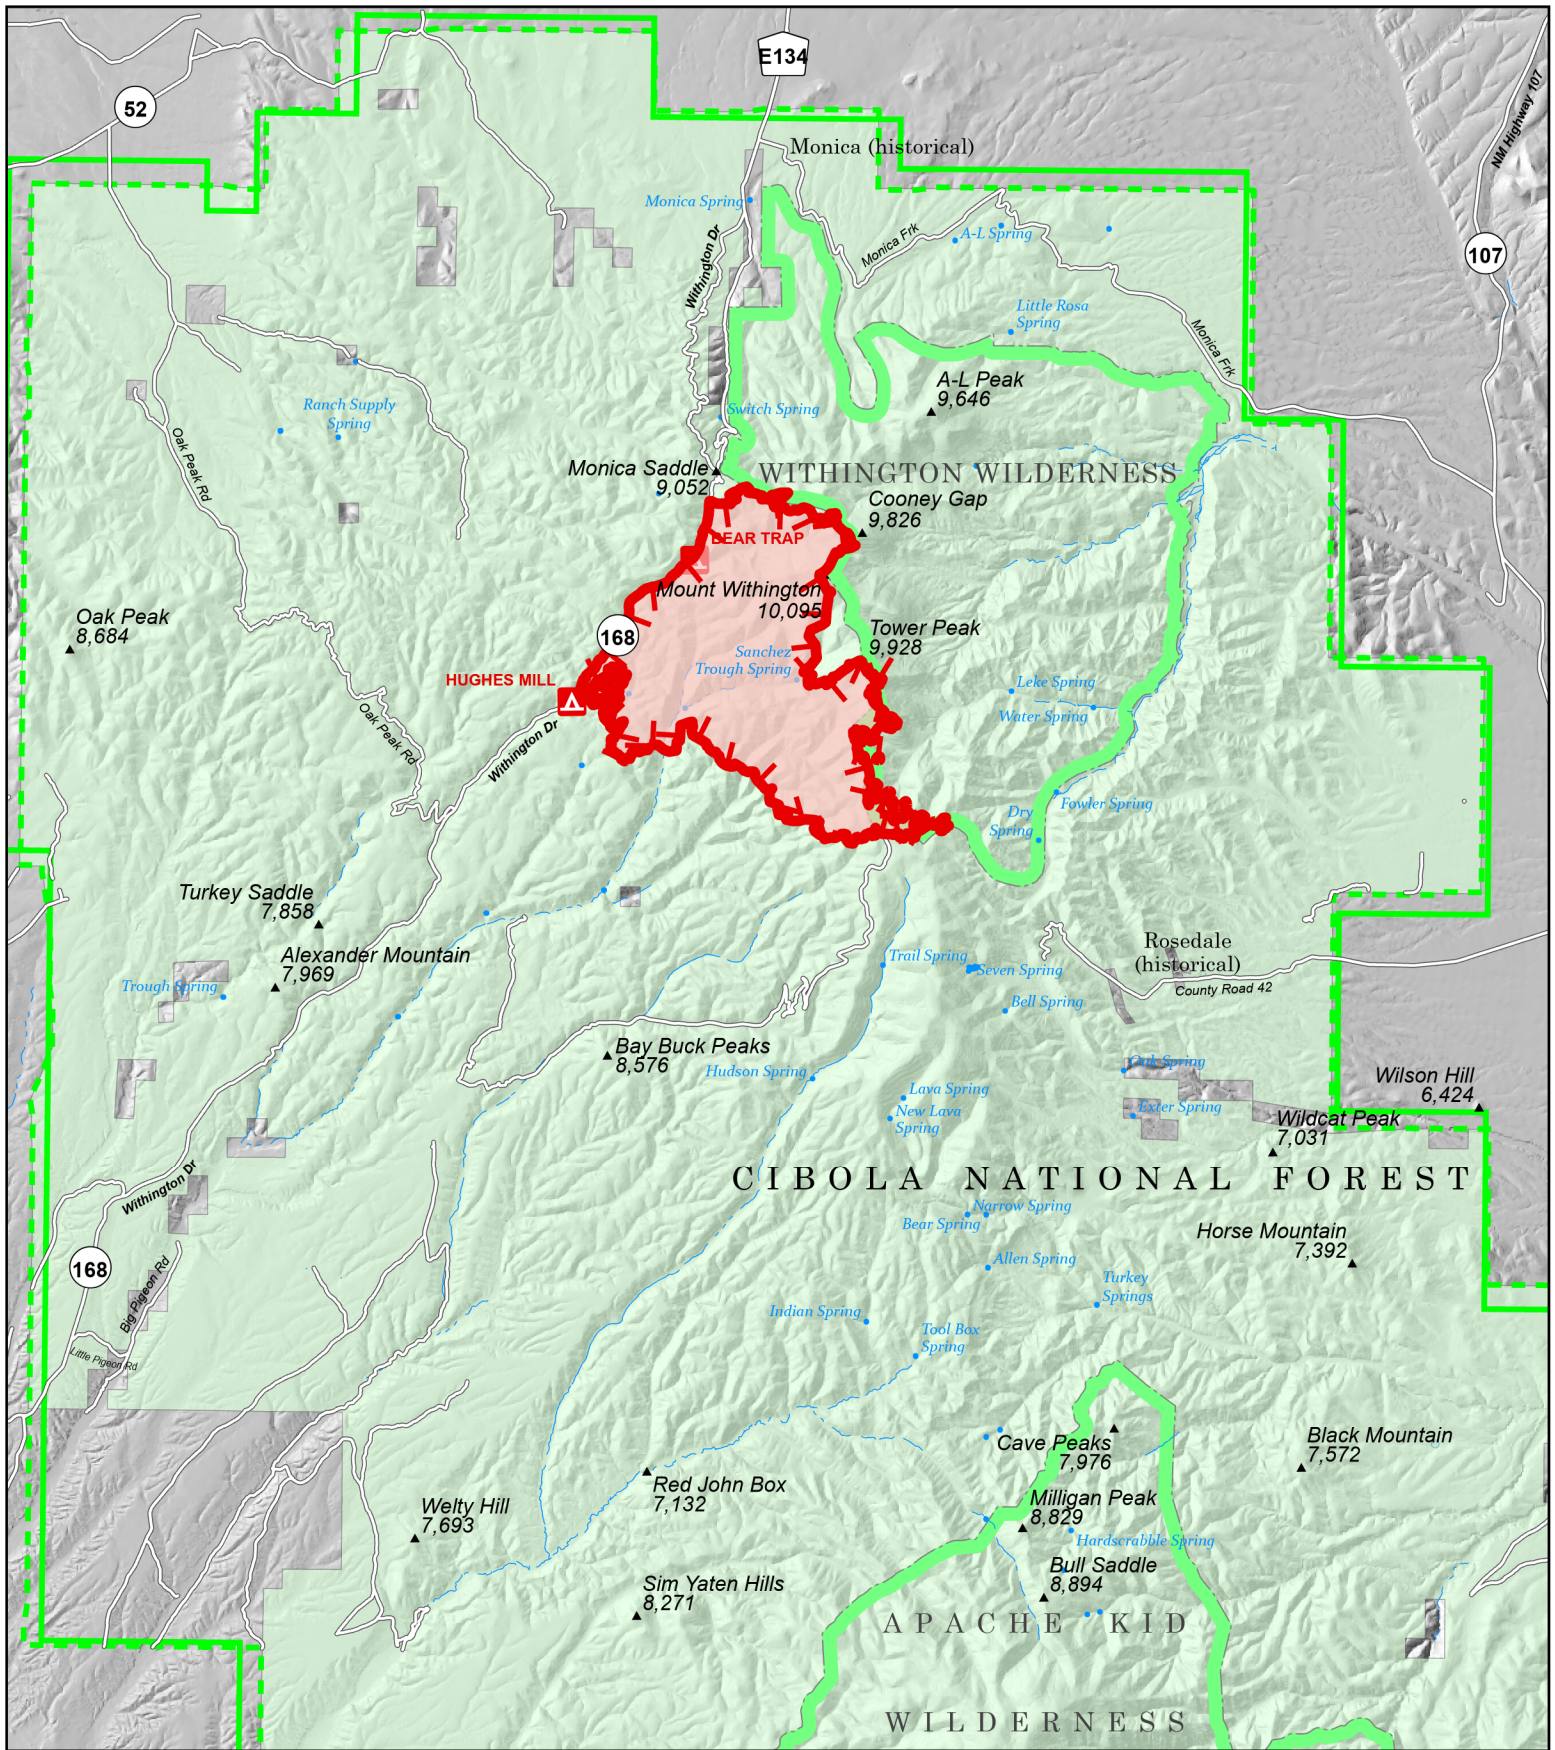 E134
52
NM Highway 107
Monica (historical)
Monica Spring
Withington Dr
Monica Frk
A-L Spring
107
Little Rosa
Spring
Monica Frk
A-L Peak
9,646
Ranch Supply
Spring
Switch Spring
Oak Peak Rd
Monica Saddle
9,052
WITHINGTON WILDERNESS
Cooney Gap
9,826
BEAR TRAP
Mount Withington
10,095
Oak Peak
8,684
168
Tower Peak
9,928
Sanchez
Trough Spring
HUGHES MILL
Leke Spring
Water Spring
Oak Peak Rd
Withington Dr
Fowler Spring
Dry
Spring
Turkey Saddle
7,858
Alexander Mountain
7,969
Trough Spring
Rosedale
(historical)
Trail Spring
Seven Spring
County Road 42
Bell Spring
Bay Buck Peaks
8,576
Hudson Spring
Oak Spring
Wilson Hill
6,424
Lava Spring
New Lava
Spring
Exter Spring
Wildcat Peak
7,031
CIBOLA NATIONAL FOREST
Withington Dr
Narrow Spring
Bear Spring
Horse Mountain
7,392
168
Allen Spring
Big Pigeon Rd
Turkey
Springs
Indian Spring
Tool Box
Spring
Little Pigeon Rd
Cave Peaks
7,976
Black Mountain
7,572
Red John Box
7,132
Welty Hill
7,693
Milligan Peak
8,829
Hardscrabble Spring
Bull Saddle
8,894
Sim Yaten Hills
8,271
APACHE KID
WILDERNESS